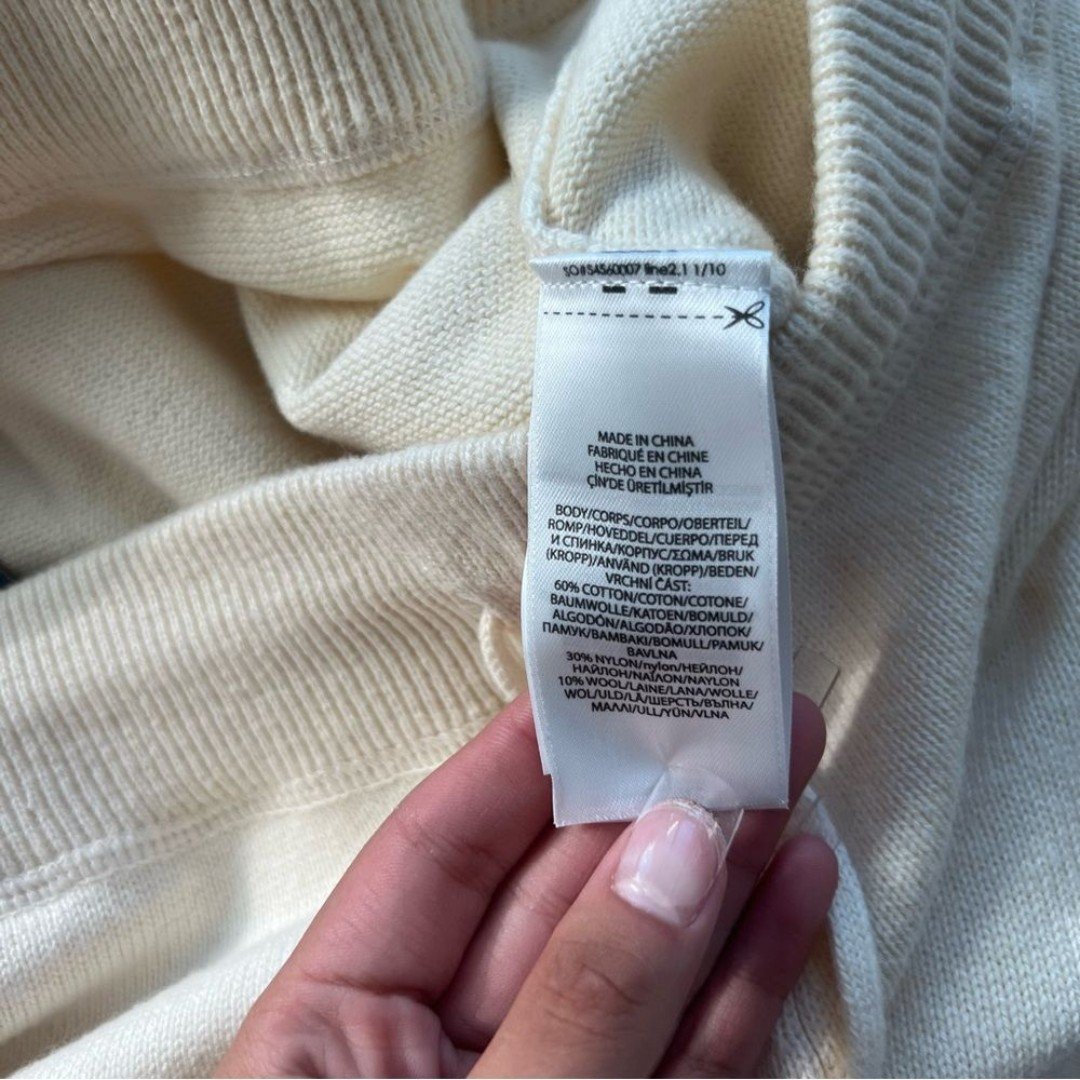 SO#54560007 line2.1 1/10
MADE IN CHINA
FABRIQUÉ EN CHINE
HECHO EN CHINA
ÇİN'DE ÜRETİLMİŞTİR
BODY/CORPS/CORPO/OBERTEIL/
ROMP/HOVEDDEL/CUERPO/ПЕРЕД
И СПИНКА/КОРПУС/ΣΩΜΑ/BRUK
(KROPP)/ANVÄND (KROPP)/BEDEN/
VRCHNÍ ČÁST:
60% COTTON/COTON/COTONE/
BAUMWOLLE/KATOEN/BOMULD/
ALGODÓN/ALGODÃO/ХЛОПОК/
ПАМУК/BAMBAKI/BOMULL/PAMUK/
BAVLNA
30% NYLON/nylon/НЕЙЛОН/
НАЙЛОН/ΝΑΪΛΟΝ/NAYLON
10% WOOL/LAINE/LANA/WOLLE/
WOL/ULD/LÃ/ШЕРСТЬ/ВЪЛНА/
ΜΑΛΛΙ/ULL/YÜN/VLNA